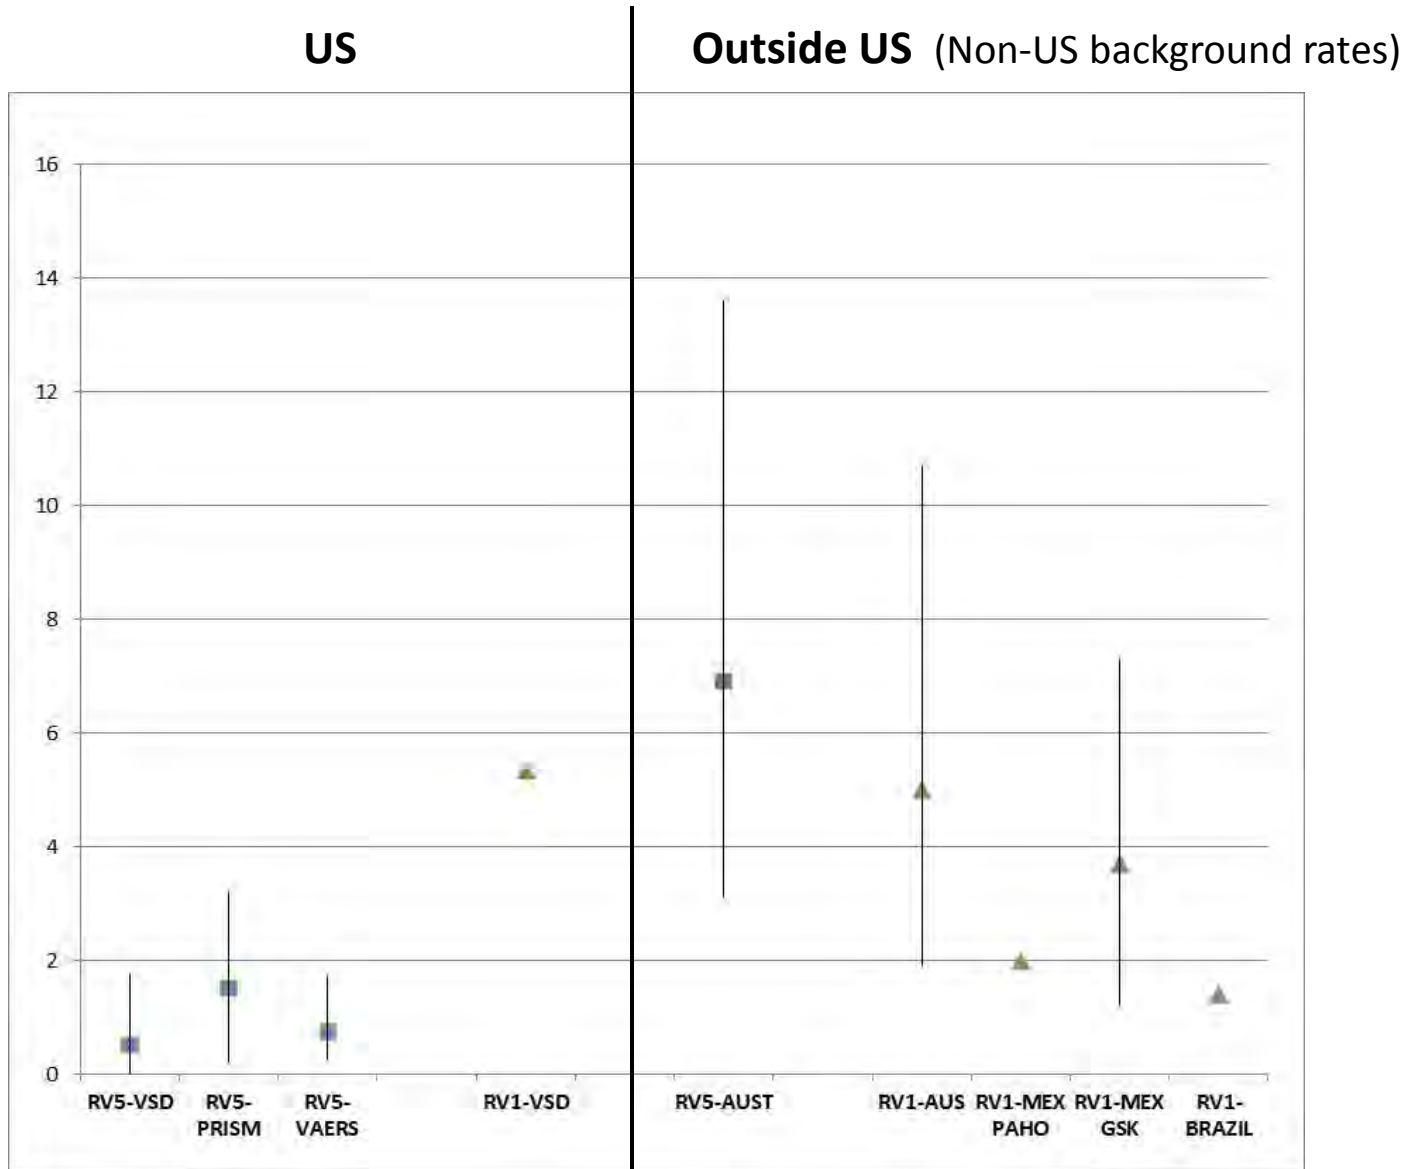 US
Outside US (Non-US background rates)
16
14
12
10
8
6
4
2
0
RV5-VSD
RV5-
PRISM
RV5-
VAERS
RV1-VSD
RV5-AUST
RV1-AUS
RV1-MEX
PAHO
RV1-MEX
GSK
RV1-
BRAZIL